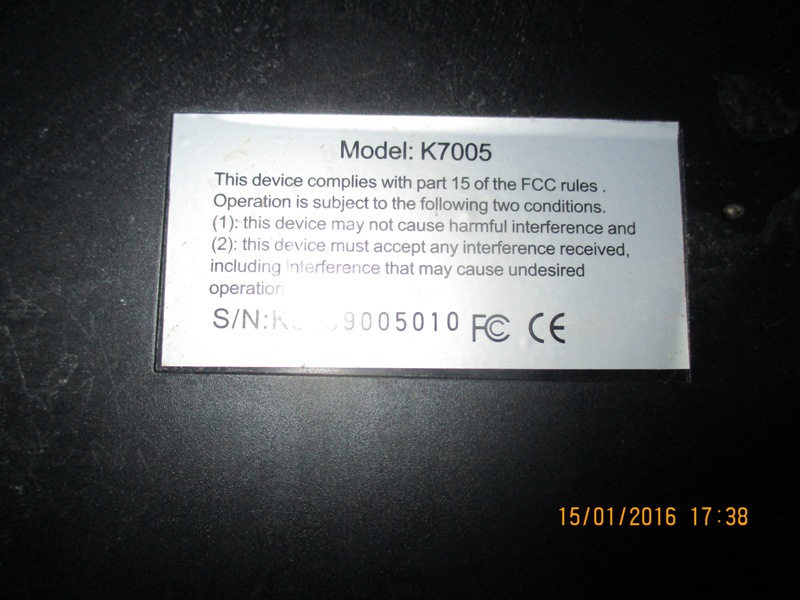 Model: K7005
This device complies with part 15 of the FCC rules .
Operation is subject to the following two conditions.
(1): this device may not cause harmful interference and
(2): this device must accept any interference received,
including interference that may cause undesired
operation
S/N: FC CE
15/01/2016 17:38